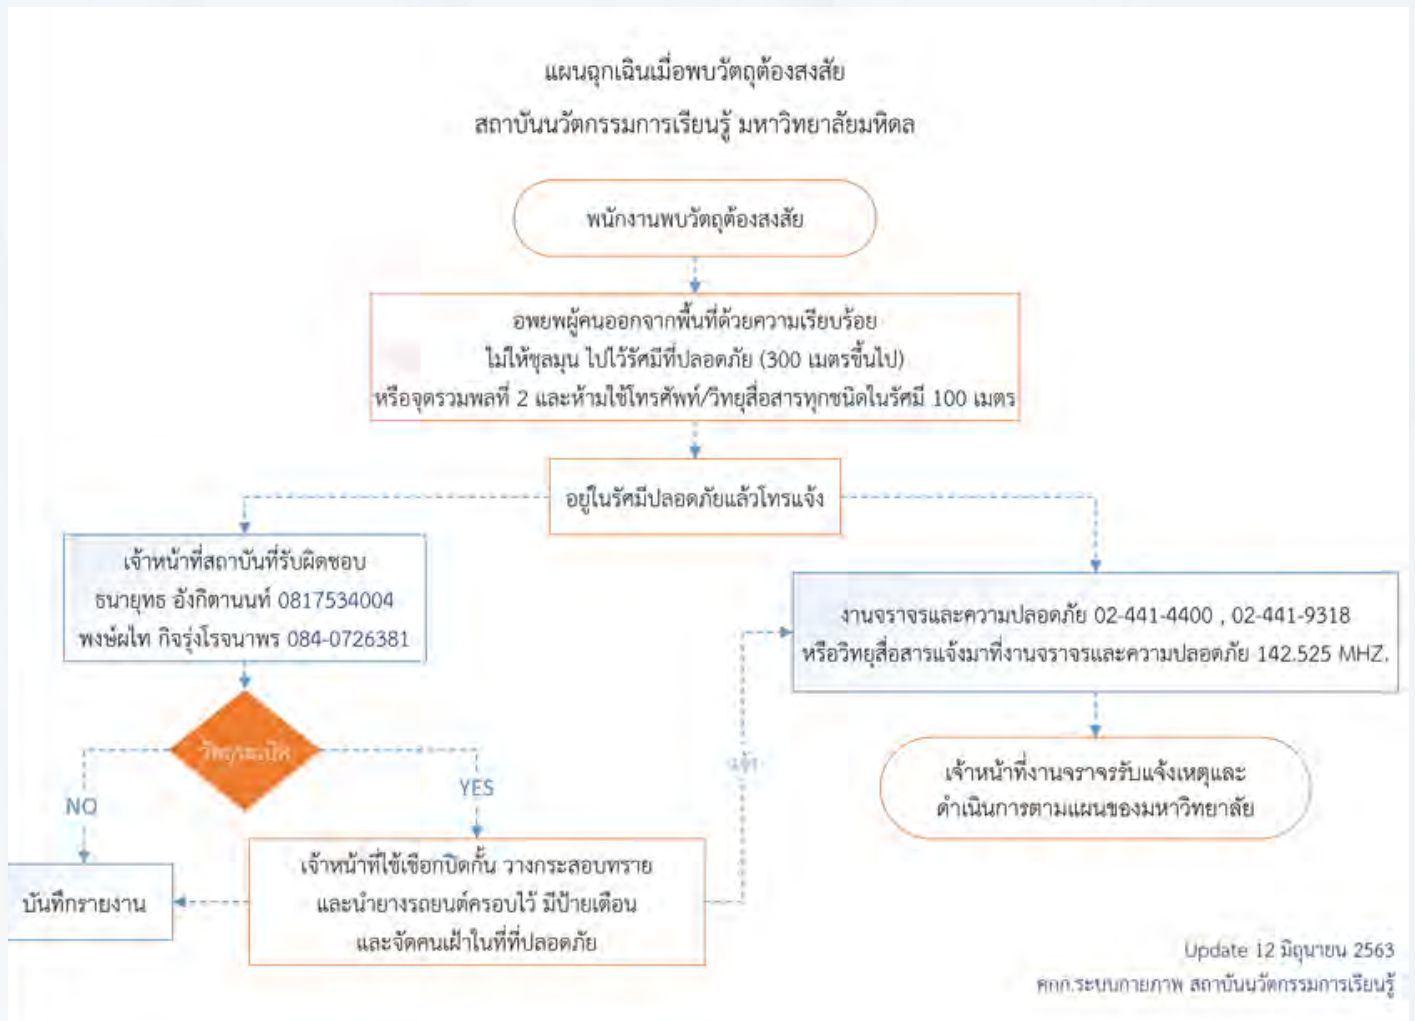 แผนฉุกเฉินเมื่อพบวัตถุต้องสงสัย
สถาบันนวัตกรรมการเรียนรู้ มหาวิทยาลัยมหิดล
พนักงานพบวัตถุต้องสงสัย
อพยพผู้คนออกจากพื้นที่ด้วยความเรียบร้อย
ไม่ให้ชุลมุน ไปไว้รัศมีที่ปลอดภัย (300 เมตรขึ้นไป)
หรือจุดรวมพลที่ 2 และห้ามใช้โทรศัพท์/วิทยุสื่อสารทุกชนิดในรัศมี 100 เมตร
อยู่ในรัศมีปลอดภัยแล้วโทรแจ้ง
เจ้าหน้าที่สถาบันที่รับผิดชอบ
ธนายุทธ อังกิตานนท์ 0817534004
พงษ์ผไท กิจรุ่งโรจนาพร 084-0726381
งานจราจรและความปลอดภัย 02-441-4400 , 02-441-9318
หรือวิทยุสื่อสารแจ้งมาที่งานจราจรและความปลอดภัย 142.525 MHZ.
วัตถุระเบิด
NO
YES
แจ้ง
เจ้าหน้าที่งานจราจรรับแจ้งเหตุและ
ดำเนินการตามแผนของมหาวิทยาลัย
บันทึกรายงาน
เจ้าหน้าที่ใช้เชือกปิดกั้น วางกระสอบทราย
และนำยางรถยนต์ครอบไว้ มีป้ายเตือน
และจัดคนเฝ้าในที่ที่ปลอดภัย
Update 12 มิถุนายน 2563
คกก.ระบบกายภาพ สถาบันนวัตกรรมการเรียนรู้